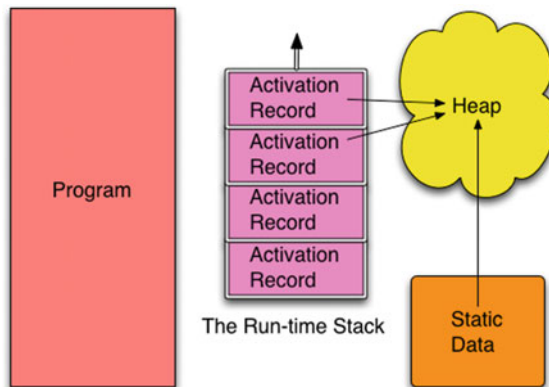 Program
Activation
Record
Activation
Record
Activation
Record
Activation
Record
The Run-time Stack
Heap
Static
Data